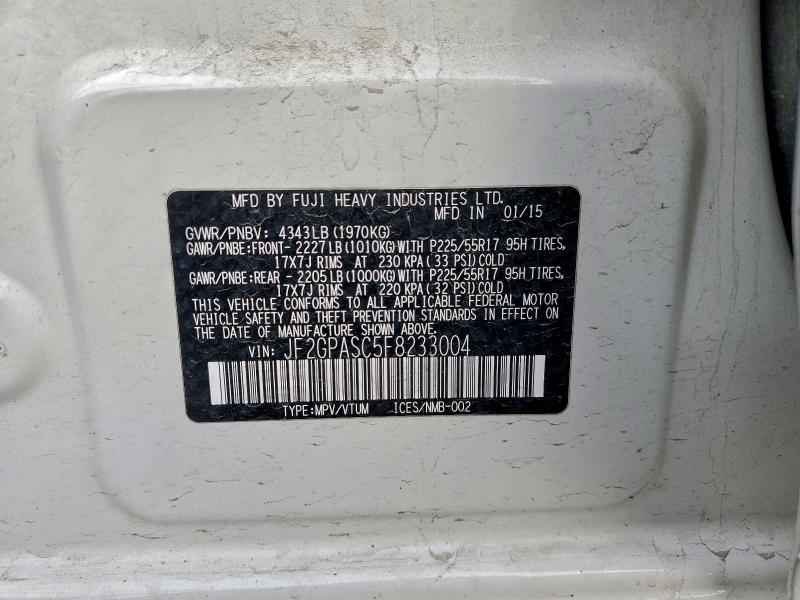 MFD BY FUJI HEAVY INDUSTRIES LTD.
MFD IN 01/15
GVWR/PNBV: 4343LB(1970KG)
GAWR/PNBE:FRONT- 2227LB(1010KG)WITH P225/55R17 95H TIRES,
17X7J RIMS AT 230 KPA(33 PSI)COLD
GAWR/PNBE:REAR - 2205LB(1000KG)WITH P225/55R17 95H TIRES,
17X7J RIMS AT 220 KPA(32 PSI)COLD
THIS VEHICLE CONFORMS TO ALL APPLICABLE FEDERAL MOTOR
VEHICLE SAFETY AND THEFT PREVENTION STANDARDS IN EFFECT ON
THE DATE OF MANUFACTURE SHOWN ABOVE.
VIN: JF2GPASC5F8233004
TYPE:MPV/VTUM ICES/NMB-002